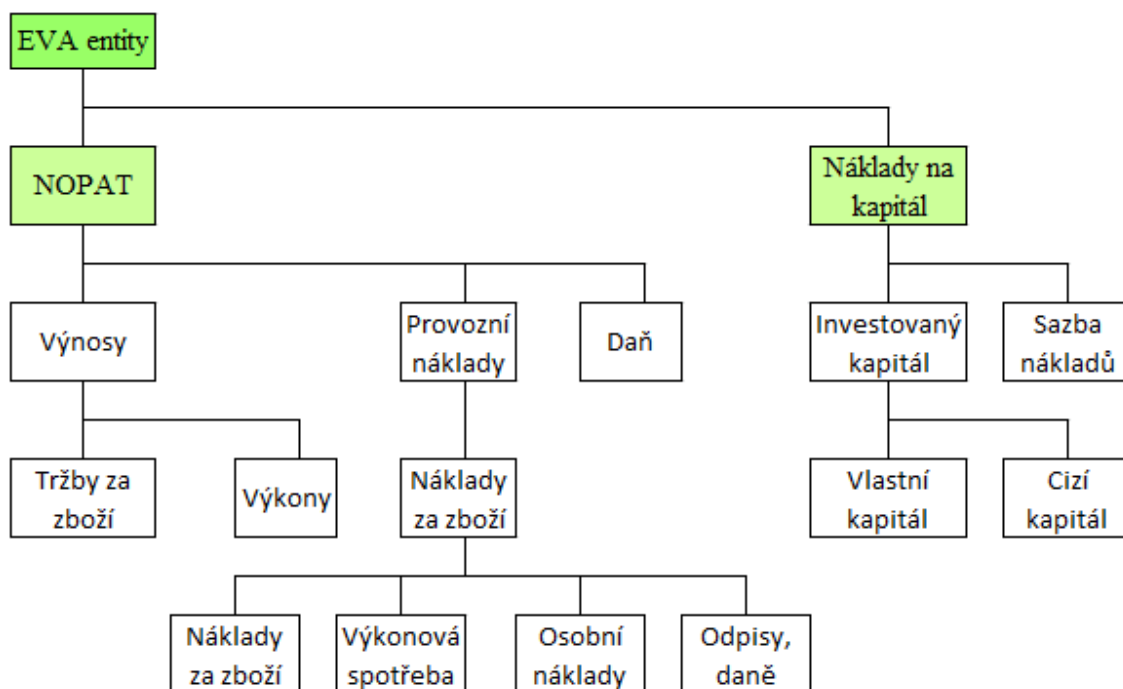 EVA entity
NOPAT
Náklady na
kapitál
Výnosy
Provozní
náklady
Daň
Investovaný
kapitál
Sazba
nákladů
Tržby za
zboží
Výkony
Náklady
za zboží
Vlastní
kapitál
Cizí
kapitál
Náklady
za zboží
Výkonová
spotřeba
Osobní
náklady
Odpisy,
daně